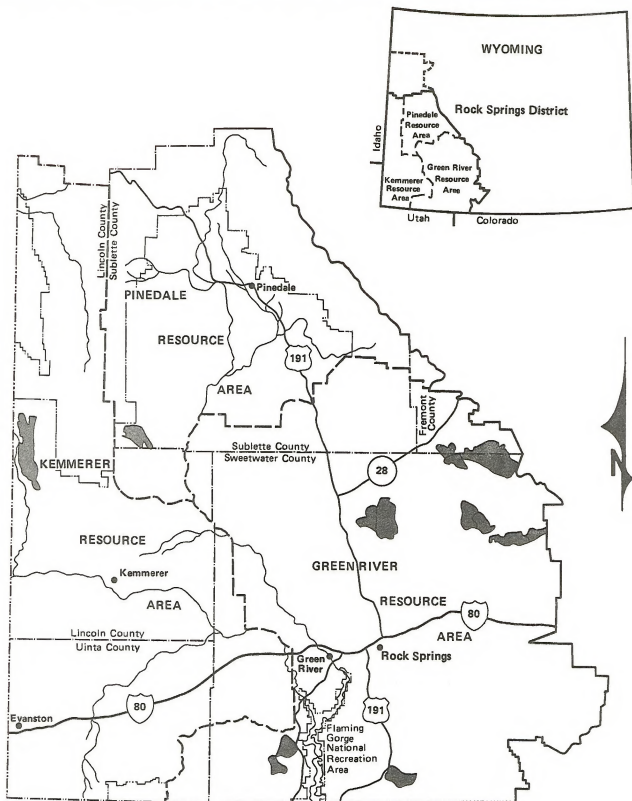 WYOMING
Rock Springs District
Pinedale
Resource
Area
Green River
Resource
Area
Kemmerer
Resource
Area
Idaho
Utah
Colorado
Lincoln County
Sublette County
Pinedale
PINEDALE
RESOURCE
AREA
191
Fremont
County
Sublette County
Sweetwater County
KEMMERER
RESOURCE
AREA
28
Kemmerer
GREEN RIVER
RESOURCE
AREA
80
Lincoln County
Uinta County
Green
River
Rock Springs
Evanston
80
191
Flaming
Gorge
National
Recreation
Area
N